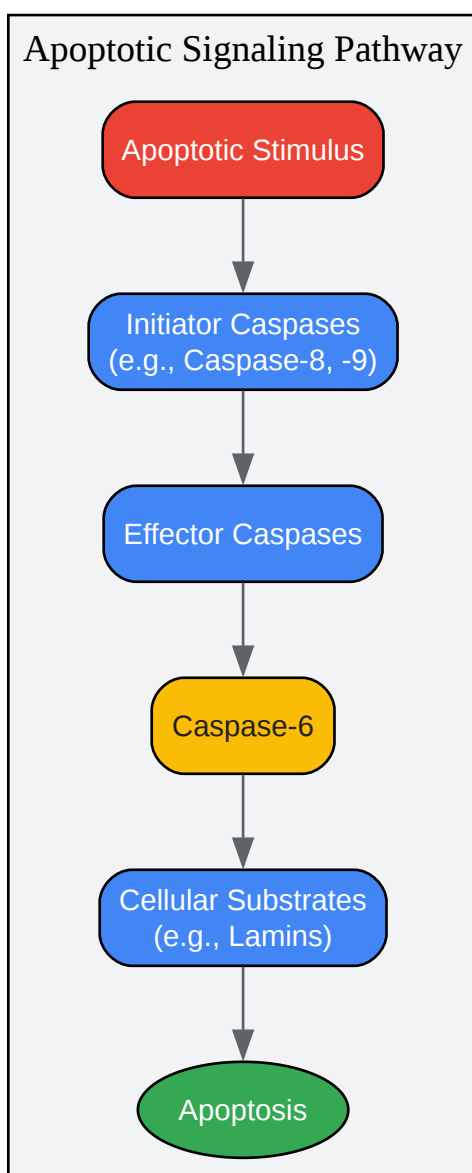 Apoptotic Signaling Pathway
Apoptotic Stimulus
Initiator Caspases
(e.g., Caspase-8, -9)
Effector Caspases
Caspase-6
Cellular Substrates
(e.g., Lamins)
Apoptosis